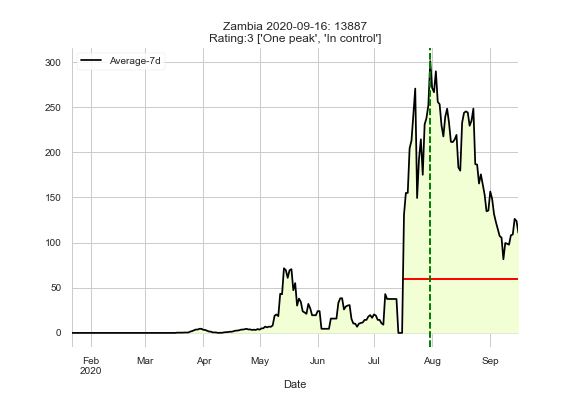 Zambia 2020-09-16: 13887
Rating:3 ['One peak', 'In control']
Average-7d
300
250
200
150
100
50
0
Feb Mar Apr May Jun Jul Aug Sep
2020
Date